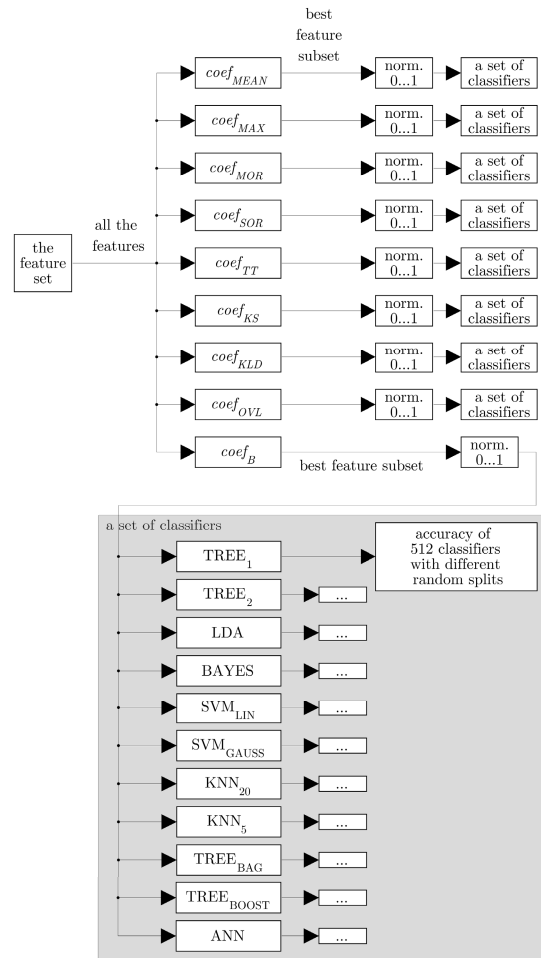 best
feature
subset
coef_MEAN
norm.
0...1
a set of
classifiers
coef_MAX
norm.
0...1
a set of
classifiers
coef_MOR
norm.
0...1
a set of
classifiers
coef_SOR
norm.
0...1
a set of
classifiers
the
feature
set
all the
features
coef_TT
norm.
0...1
a set of
classifiers
coef_KS
norm.
0...1
a set of
classifiers
coef_KLD
norm.
0...1
a set of
classifiers
coef_OVL
norm.
0...1
a set of
classifiers
coef_B
best feature subset
norm.
0...1
a set of classifiers
TREE_1
accuracy of
512 classifiers
with different
random splits
TREE_2
...
LDA
...
BAYES
...
SVM_LIN
...
SVM_GAUSS
...
KNN_20
...
KNN_5
...
TREE_BAG
...
TREE_BOOST
...
ANN
...